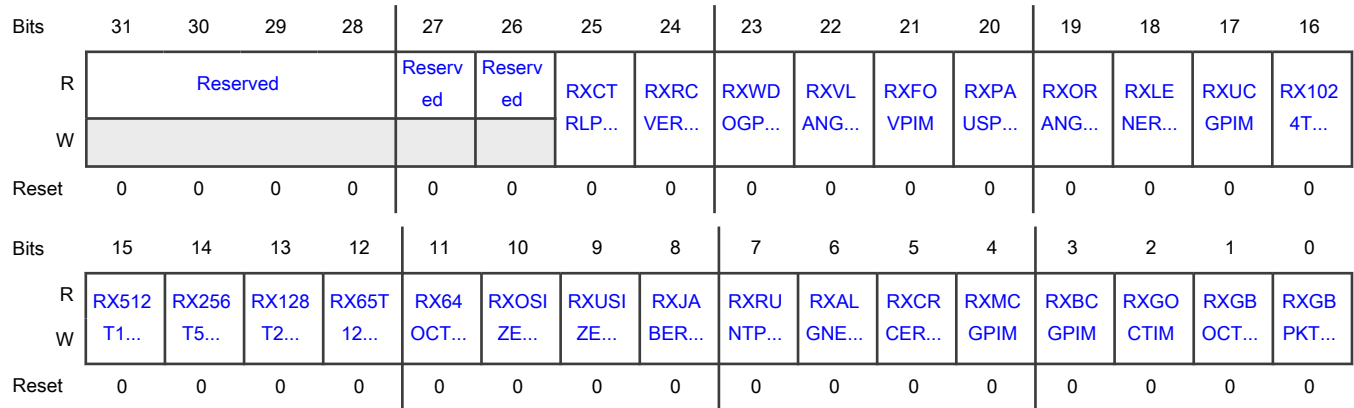 Bits 31 30 29 28 27 26 25 24 23 22 21 20 19 18 17 16
R Reserved Reserv ed Reserv ed RXCT RLP... RXRC VER... RXWD OGP... RXVL ANG... RXFO VPIM RXPA USP... RXOR ANG... RXLE NER... RXUC GPIM RX102 4T...
W
Reset 0 0 0 0 0 0 0 0 0 0 0 0 0 0 0 0
Bits 15 14 13 12 11 10 9 8 7 6 5 4 3 2 1 0
R RX512 RX256 RX128 RX65T RX64 RXOSI RXUSI RXJA RXRU RXAL RXCR RXMC RXBC RXGO RXGB RXGB
W T1... T5... T2... 12... OCT... ZE... ZE... BER... NTP... GNE... CER... GPIM GPIM CTIM OCT... PKT...
Reset 0 0 0 0 0 0 0 0 0 0 0 0 0 0 0 0